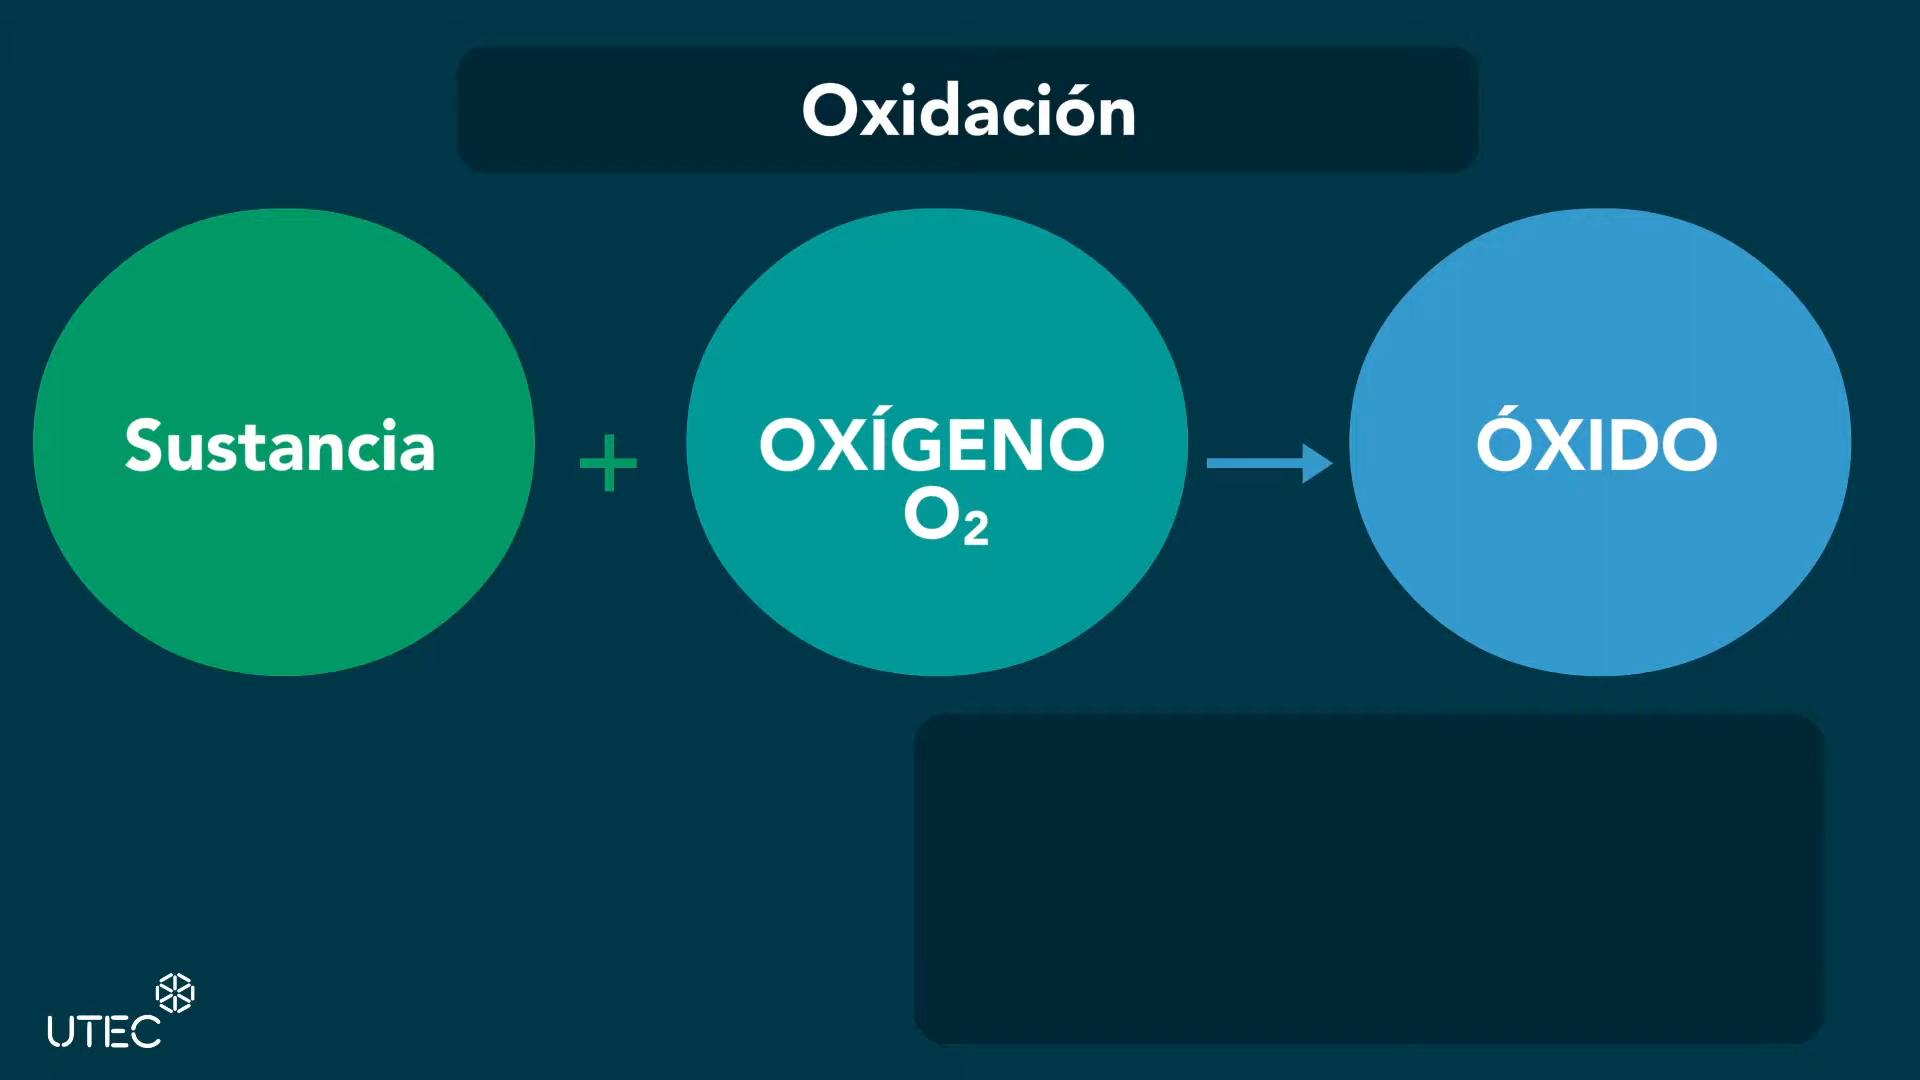 Oxidación
Sustancia
+
OXÍGENO
O₂
ÓXIDO
UTEC